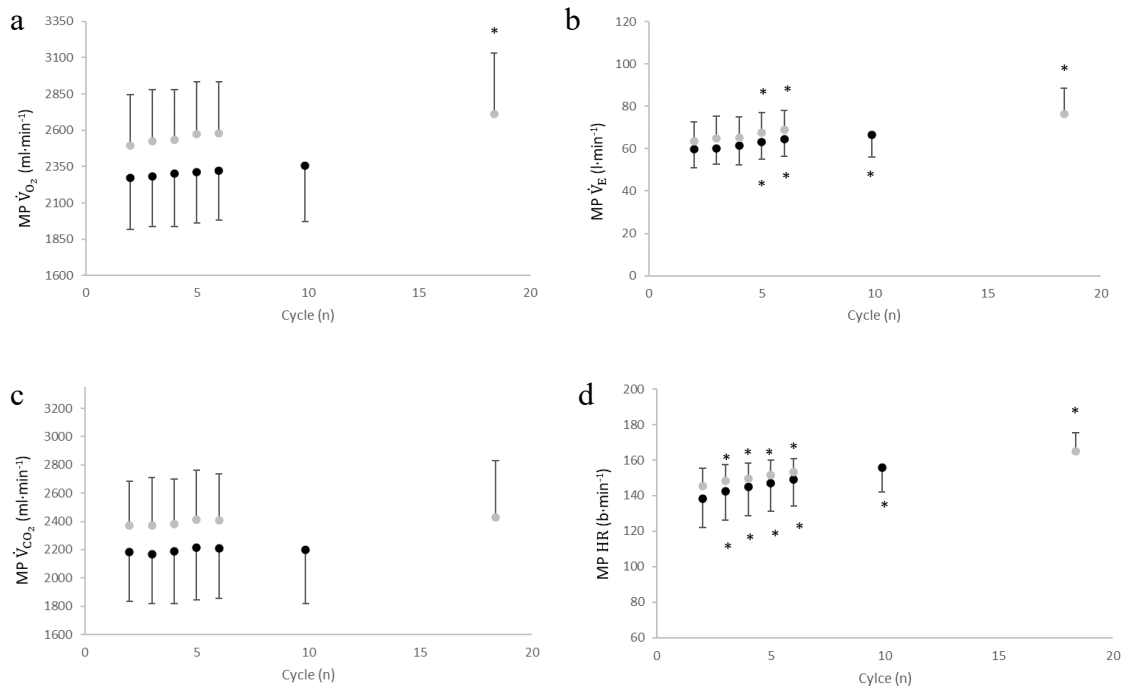 a
3350
3100
2850
2600
2350
2100
1850
1600
MP V̇O₂ (ml·min⁻¹)
*
0 5 10 15 20
Cycle (n)
b
120
100
80
60
40
20
0
MP V̇E (l·min⁻¹)
* * *
* * *
0 5 10 15 20
Cycle (n)
c
3200
3000
2800
2600
2400
2200
2000
1800
1600
MP V̇CO₂ (ml·min⁻¹)
0 5 10 15 20
Cycle (n)
d
200
180
160
140
120
100
80
60
MP HR (b·min⁻¹)
* * * * *
* * * * *
0 5 10 15 20
Cylce (n)